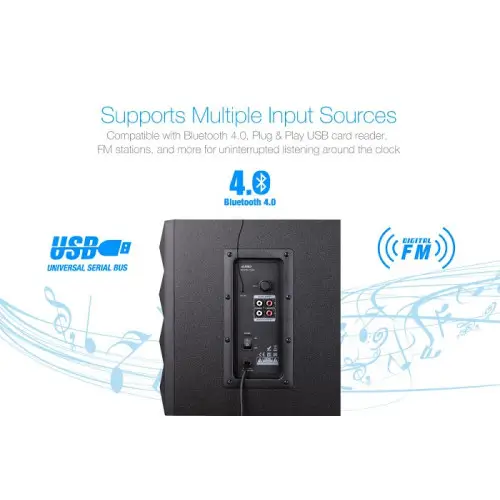 Supports Multiple Input Sources
Compatible with Bluetooth 4.0, Plug & Play USB card reader,
FM stations, and more for uninterrupted listening around the clock
4.0
Bluetooth 4.0
USB
UNIVERSAL SERIAL BUS
DIGITAL
FM